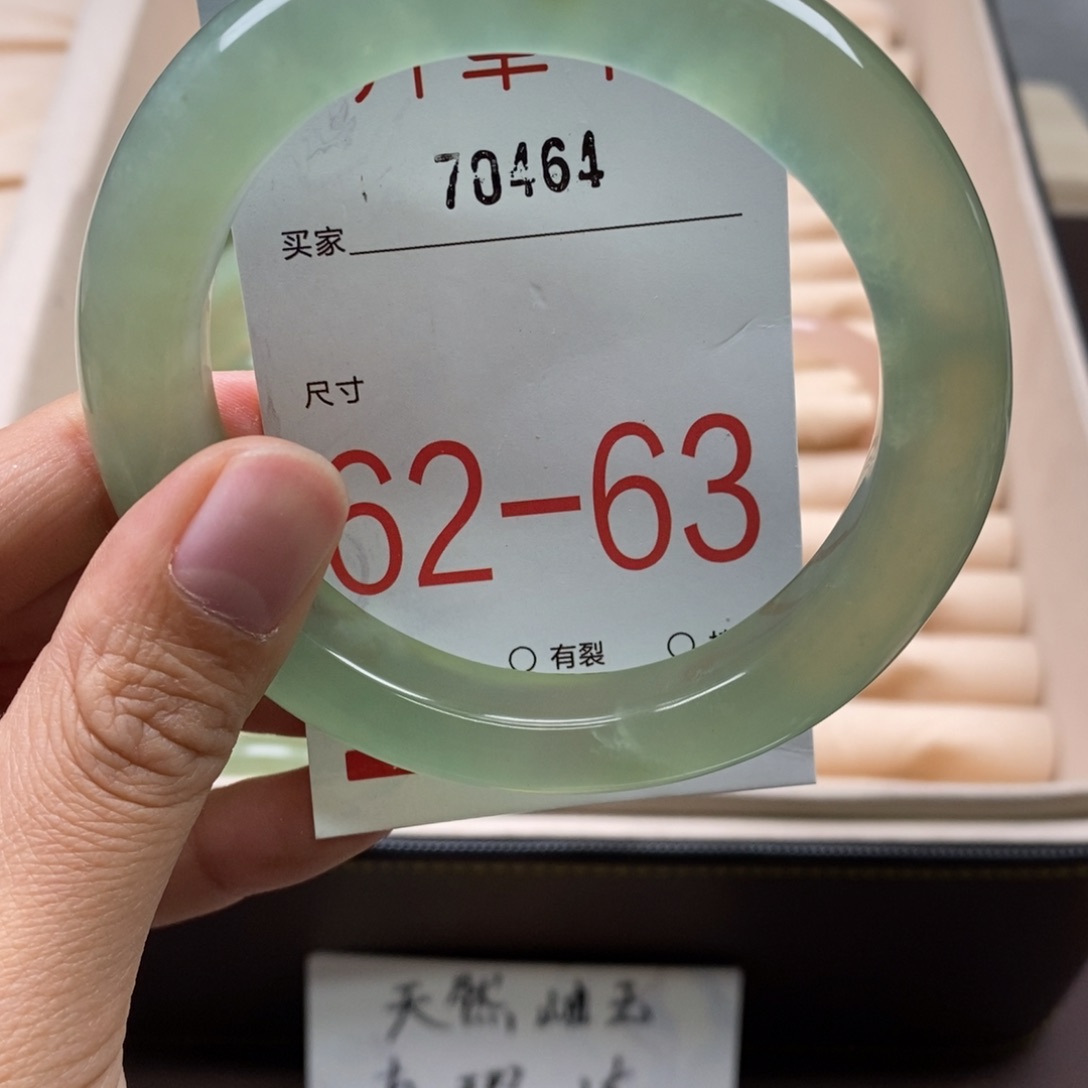 70464
买家
尺寸
62-63
○ 有裂 ○
天然